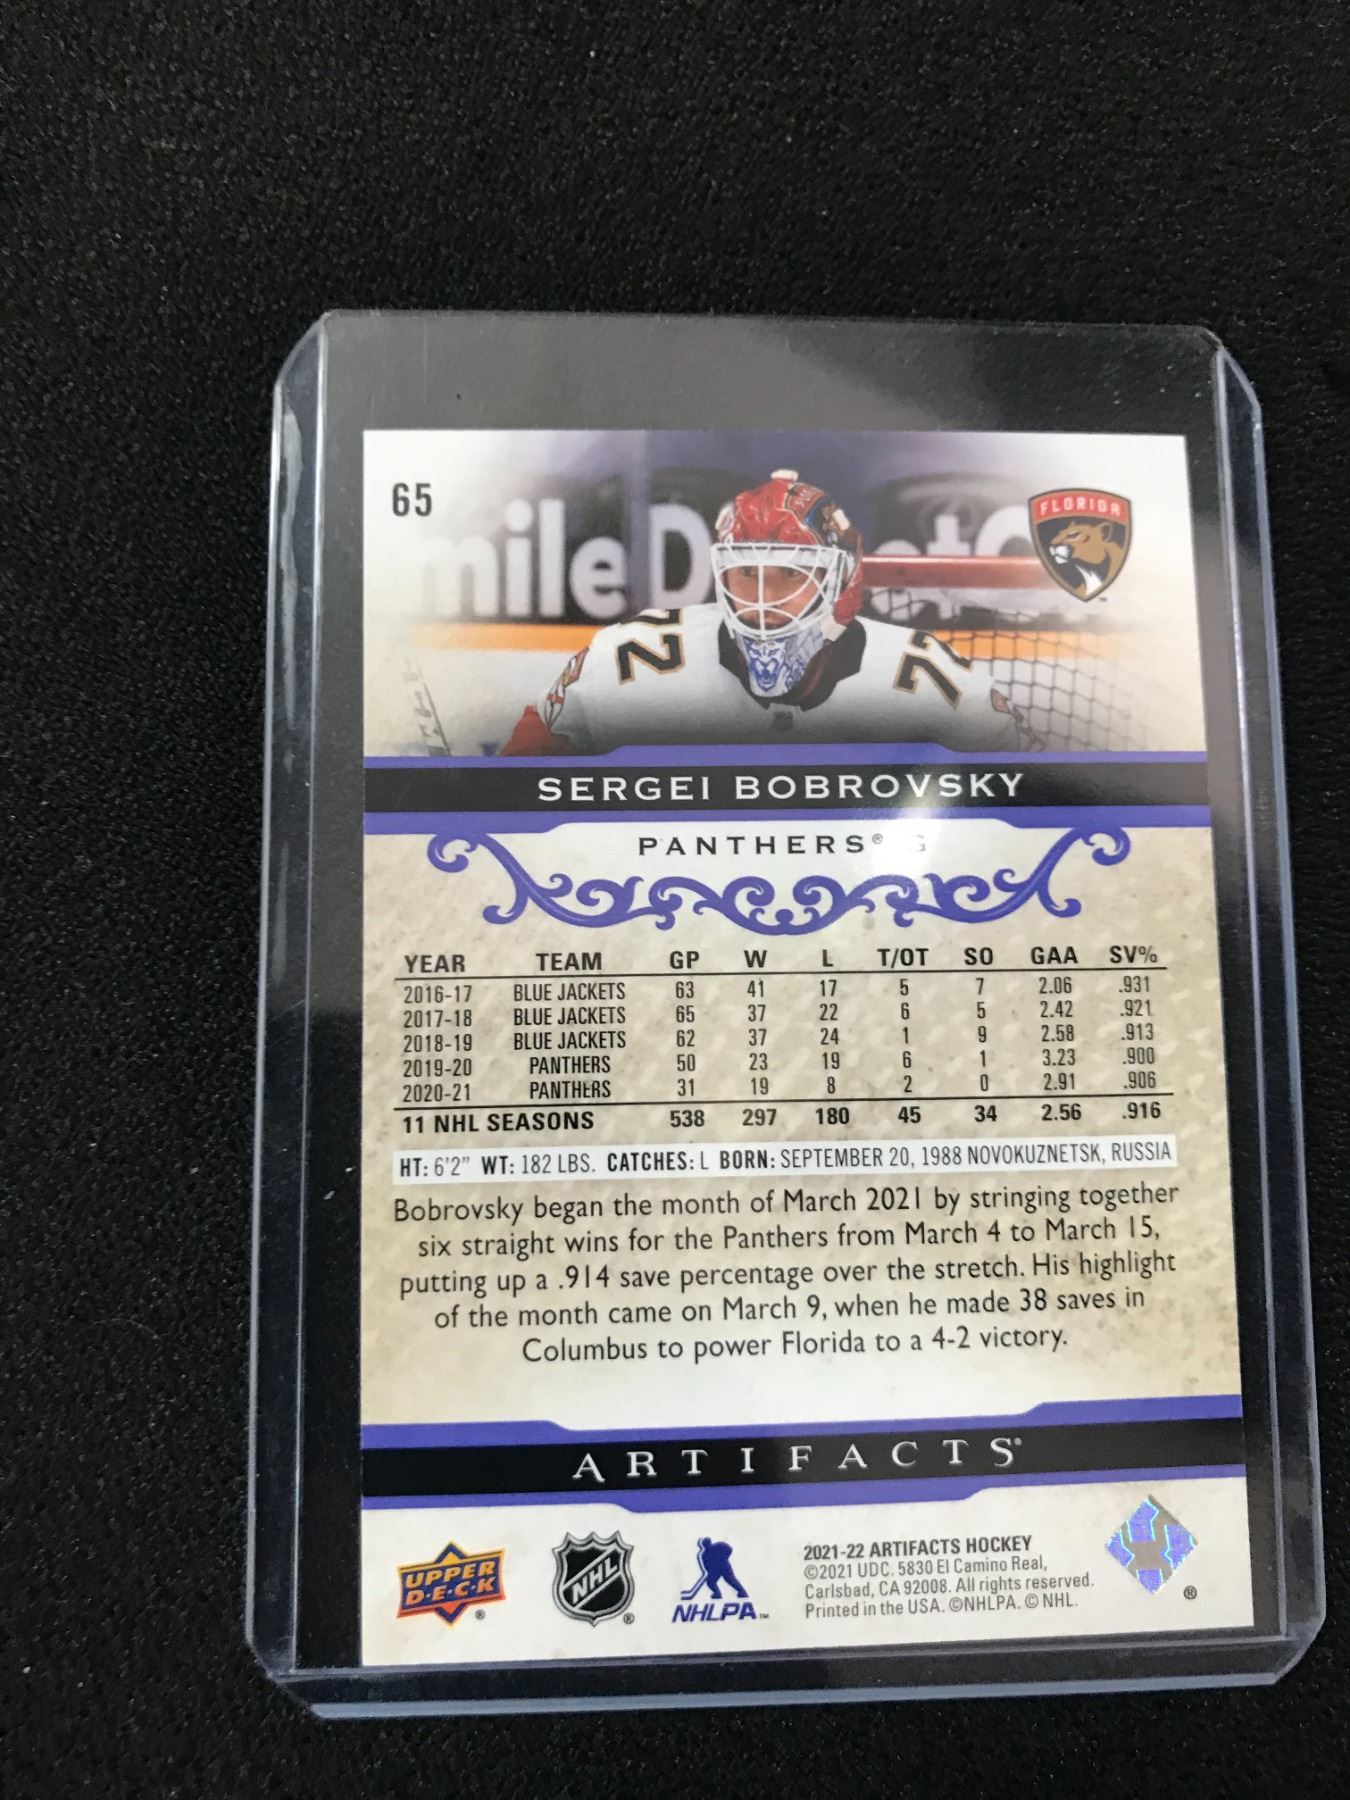 65
FLORIDA
mile D
72
72
SERGEI BOBROVSKY
PANTHERS® G
YEAR TEAM GP W L T/OT SO GAA SV%
2016-17 BLUE JACKETS 63 41 17 5 7 2.06 .931
2017-18 BLUE JACKETS 65 37 22 6 5 2.42 .921
2018-19 BLUE JACKETS 62 37 24 1 9 2.58 .913
2019-20 PANTHERS 50 23 19 6 1 3.23 .900
2020-21 PANTHERS 31 19 8 2 0 2.91 .906
11 NHL SEASONS 538 297 180 45 34 2.56 .916
HT: 6'2" WT: 182 LBS. CATCHES: L BORN: SEPTEMBER 20, 1988 NOVOKUZNETSK, RUSSIA
Bobrovsky began the month of March 2021 by stringing together
six straight wins for the Panthers from March 4 to March 15,
putting up a .914 save percentage over the stretch. His highlight
of the month came on March 9, when he made 38 saves in
Columbus to power Florida to a 4-2 victory.
ARTIFACTS®
UPPER
D·E·C·K ®
NHL ®
NHLPA™
2021-22 ARTIFACTS HOCKEY
©2021 UDC. 5830 El Camino Real,
Carlsbad, CA 92008. All rights reserved.
Printed in the USA. ©NHLPA. © NHL.
®